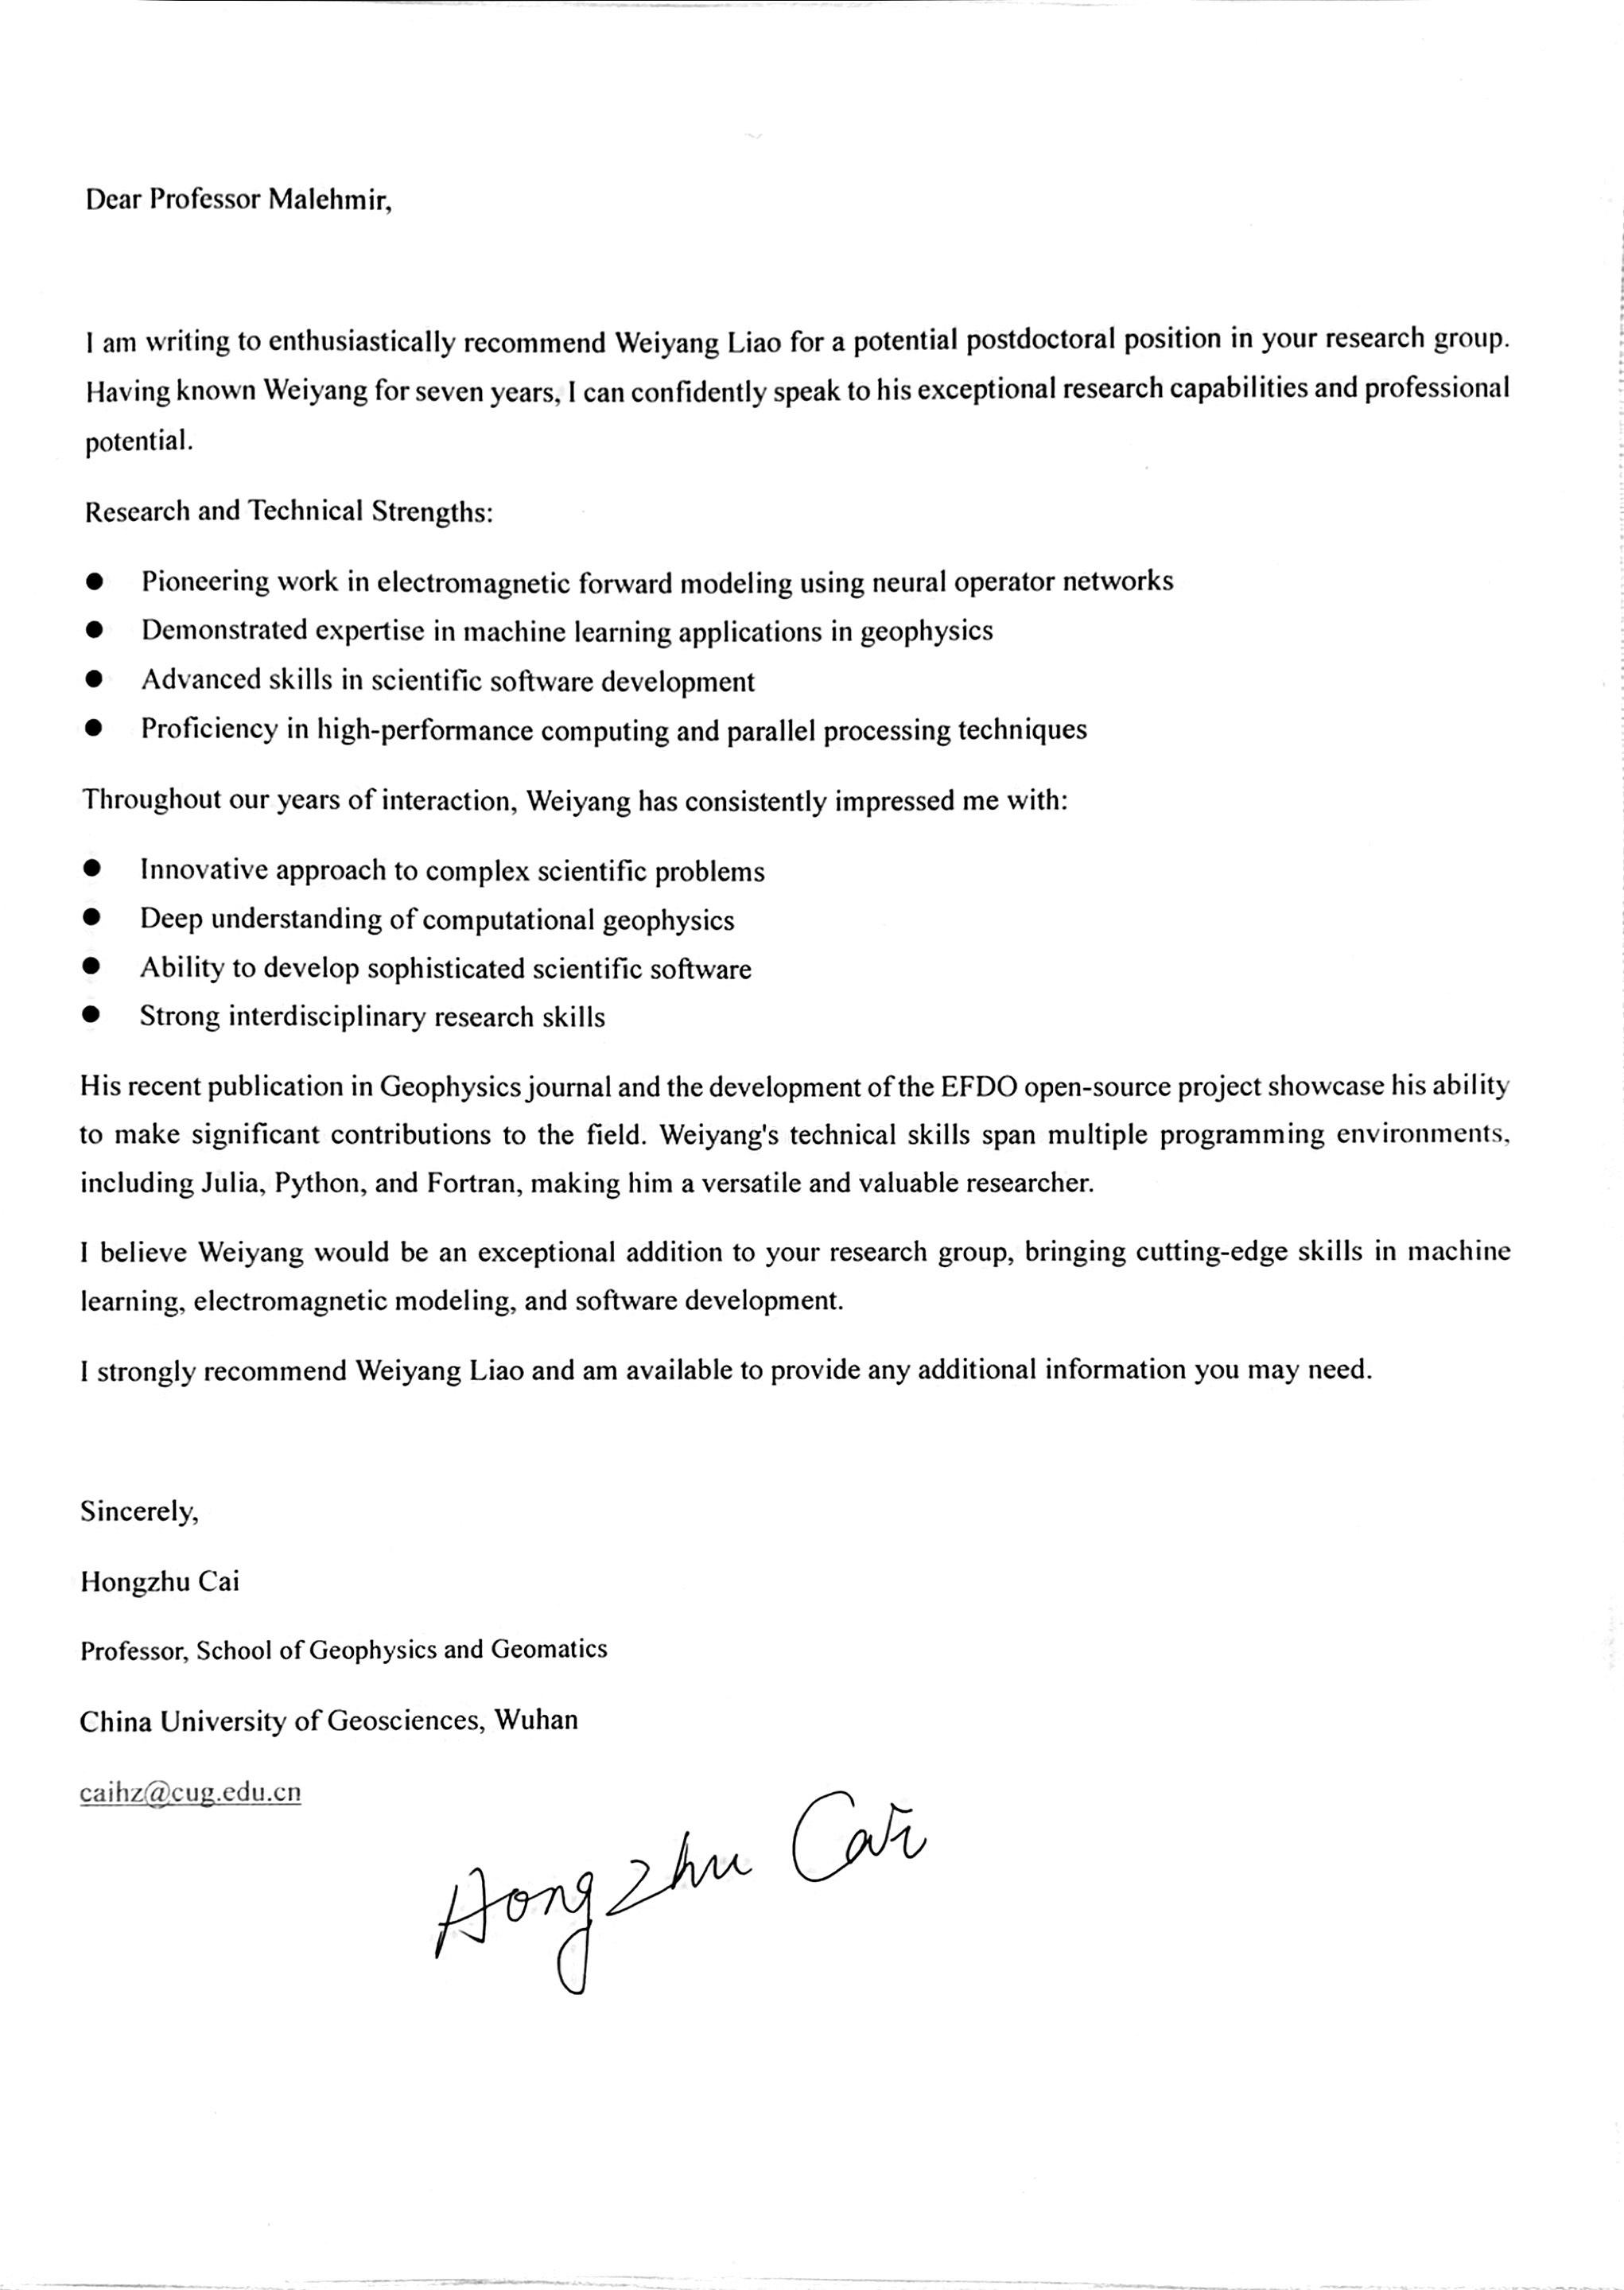 Dear Professor Malehmir,
I am writing to enthusiastically recommend Weiyang Liao for a potential postdoctoral position in your research group.
Having known Weiyang for seven years, I can confidently speak to his exceptional research capabilities and professional
potential.
Research and Technical Strengths:
● Pioneering work in electromagnetic forward modeling using neural operator networks
● Demonstrated expertise in machine learning applications in geophysics
● Advanced skills in scientific software development
● Proficiency in high-performance computing and parallel processing techniques
Throughout our years of interaction, Weiyang has consistently impressed me with:
● Innovative approach to complex scientific problems
● Deep understanding of computational geophysics
● Ability to develop sophisticated scientific software
● Strong interdisciplinary research skills
His recent publication in Geophysics journal and the development of the EFDO open-source project showcase his ability
to make significant contributions to the field. Weiyang's technical skills span multiple programming environments,
including Julia, Python, and Fortran, making him a versatile and valuable researcher.
I believe Weiyang would be an exceptional addition to your research group, bringing cutting-edge skills in machine
learning, electromagnetic modeling, and software development.
I strongly recommend Weiyang Liao and am available to provide any additional information you may need.
Sincerely,
Hongzhu Cai
Professor, School of Geophysics and Geomatics
China University of Geosciences, Wuhan
caihz@cug.edu.cn
Hongzhu Cai